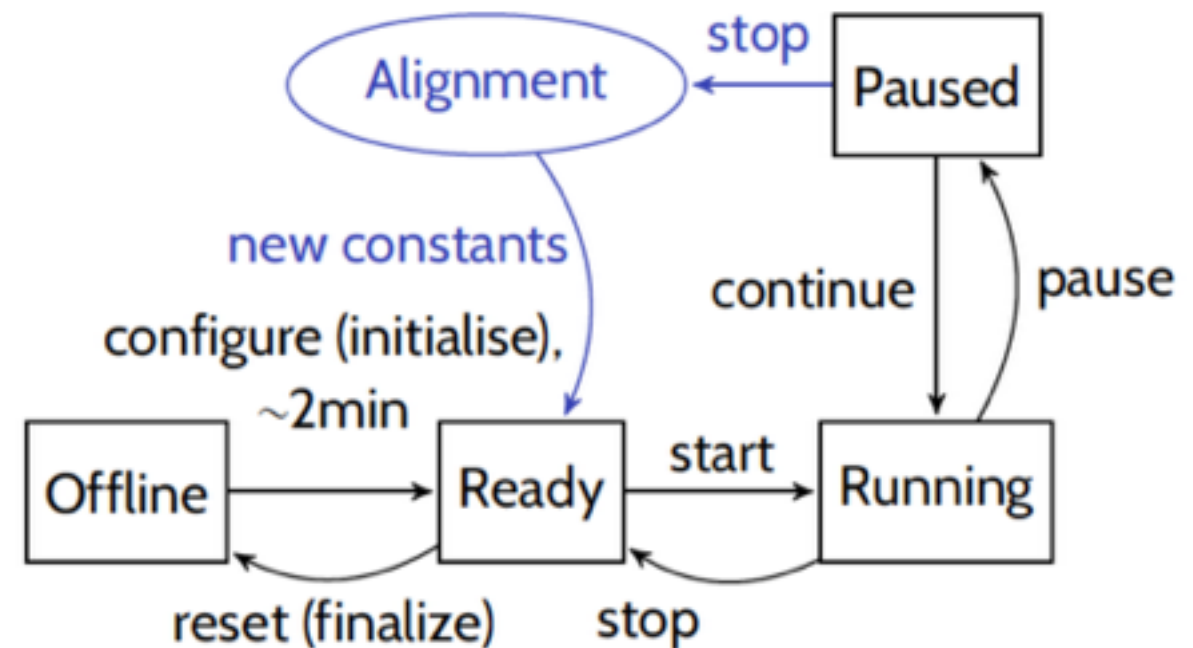 stop
Alignment
Paused
new constants
continue
pause
configure (initialise),
~2min
Offline
Ready
start
Running
reset (finalize)
stop